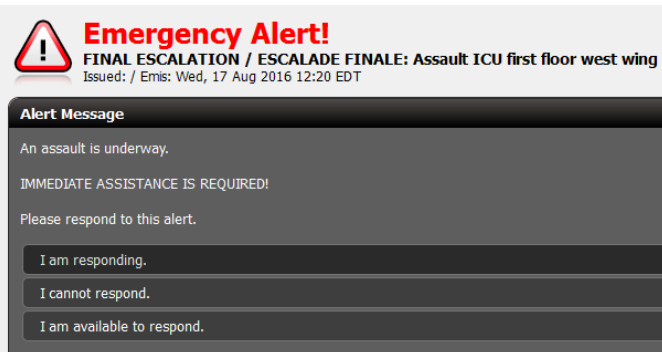 Emergency Alert!
FINAL ESCALATION / ESCALADE FINALE: Assault ICU first floor west wing
Issued: / Emis: Wed, 17 Aug 2016 12:20 EDT
Alert Message
An assault is underway.
IMMEDIATE ASSISTANCE IS REQUIRED!
Please respond to this alert.
I am responding.
I cannot respond.
I am available to respond.